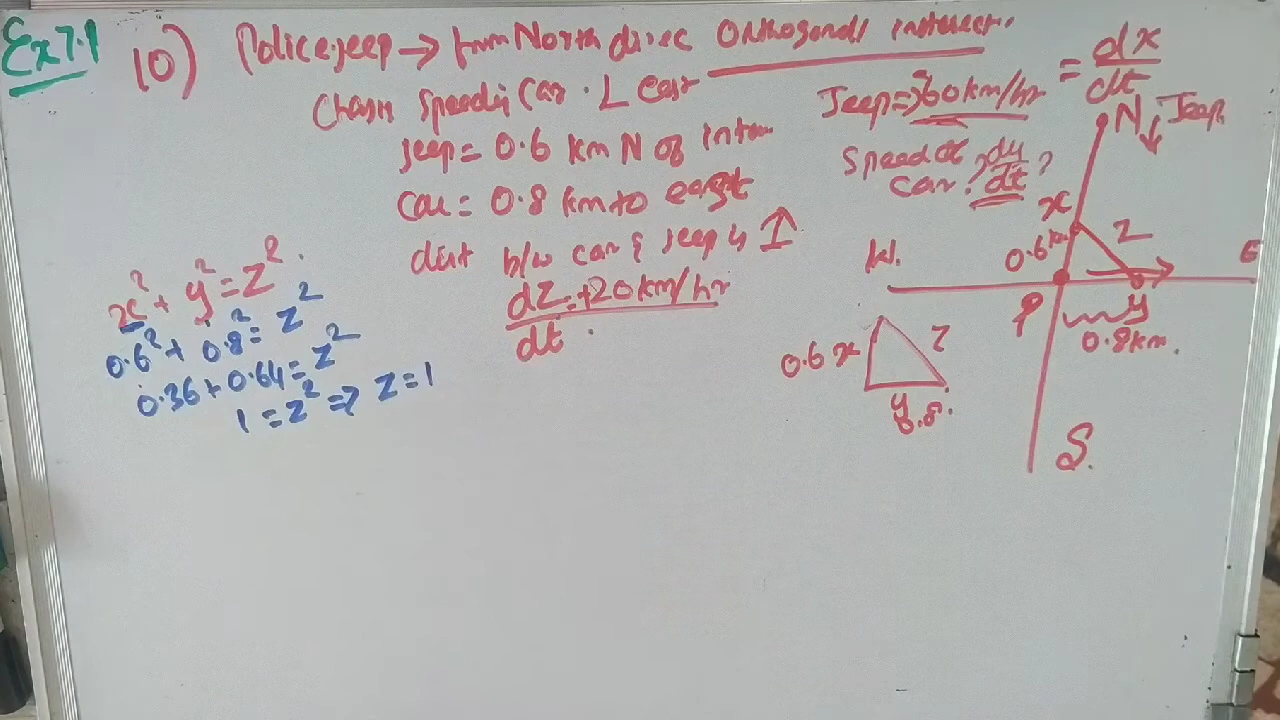 Ex 7.1
10) Police jeep → from North direc Orthogonal intersect.
Chasin speedi car. L East
jeep = 0.6 km N of inter
car = 0.8 km to east
dist b/w car & jeep is ↑
dz/dt = +20 km/hr
Jeep ⇒ -60 km/hr = dx/dt
Speed of car? dy/dt?
x² + y² = z².
0.6² + 0.8² = z²
0.36 + 0.64 = z²
1 = z² ⇒ z = 1
N ↓ Jeep
x
0.6 km
z
W.
E
P
y
0.8 km.
S.
0.6 x
z
y
0.8.